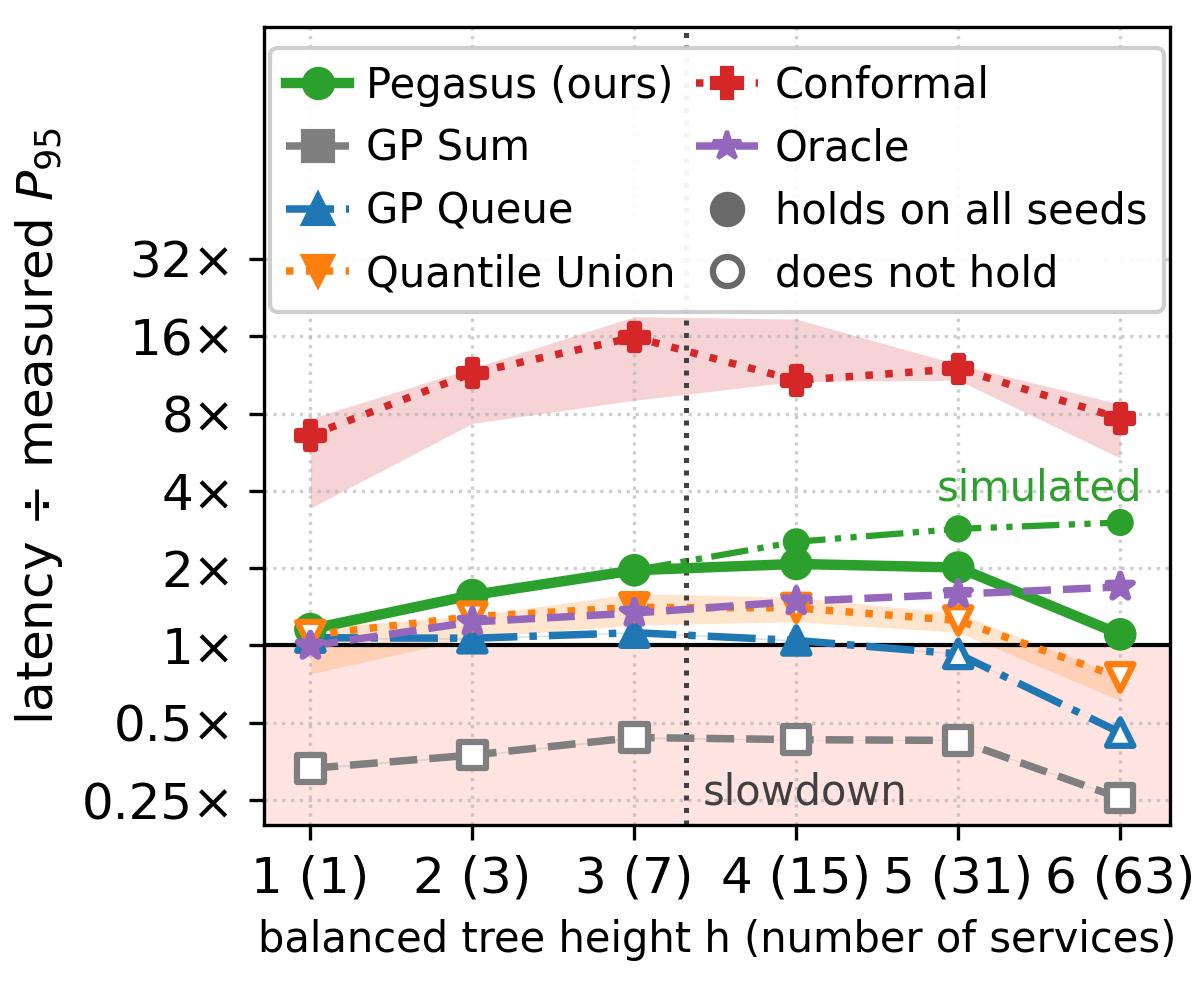 latency ÷ measured P95
Pegasus (ours)
GP Sum
GP Queue
Quantile Union
Conformal
Oracle
holds on all seeds
does not hold
32×
16×
8×
4×
2×
1×
0.5×
0.25×
simulated
slowdown
1 (1) 2 (3) 3 (7) 4 (15) 5 (31) 6 (63)
balanced tree height h (number of services)